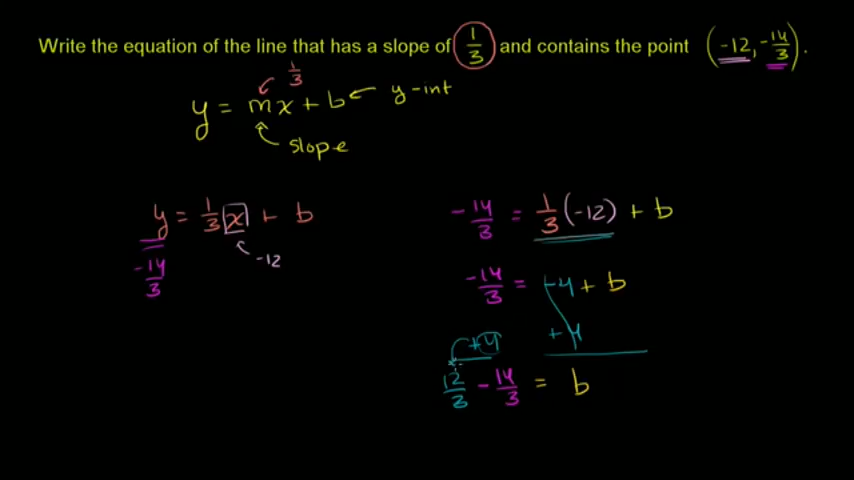 Write the equation of the line that has a slope of 1/3 and contains the point (-12, -14/3).
1/3
y = mx + b ← y-int
slope
y = 1/3 x + b
-14/3
-12
-14/3 = 1/3 (-12) + b
-14/3 = -4 + b
+4 +4
12/3 - 14/3 = b